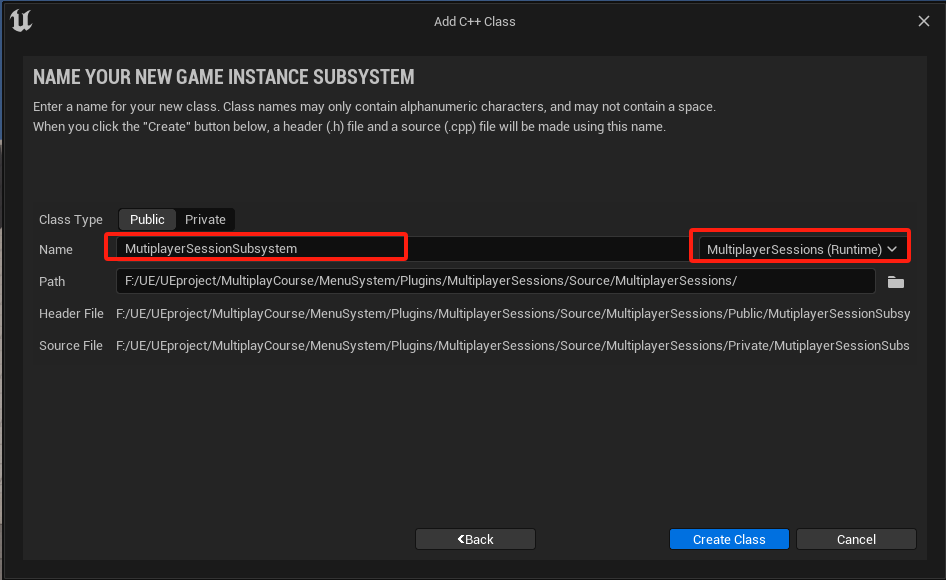 Add C++ Class
NAME YOUR NEW GAME INSTANCE SUBSYSTEM
Enter a name for your new class. Class names may only contain alphanumeric characters, and may not contain a space.
When you click the "Create" button below, a header (.h) file and a source (.cpp) file will be made using this name.
Class Type Public Private
Name MutiplayerSessionSubsystem MultiplayerSessions (Runtime)
Path F:/UE/UEproject/MultiplayCourse/MenuSystem/Plugins/MultiplayerSessions/Source/MultiplayerSessions/
Header File F:/UE/UEproject/MultiplayCourse/MenuSystem/Plugins/MultiplayerSessions/Source/MultiplayerSessions/Public/MutiplayerSessionSubsy
Source File F:/UE/UEproject/MultiplayCourse/MenuSystem/Plugins/MultiplayerSessions/Source/MultiplayerSessions/Private/MutiplayerSessionSubs
Back Create Class Cancel